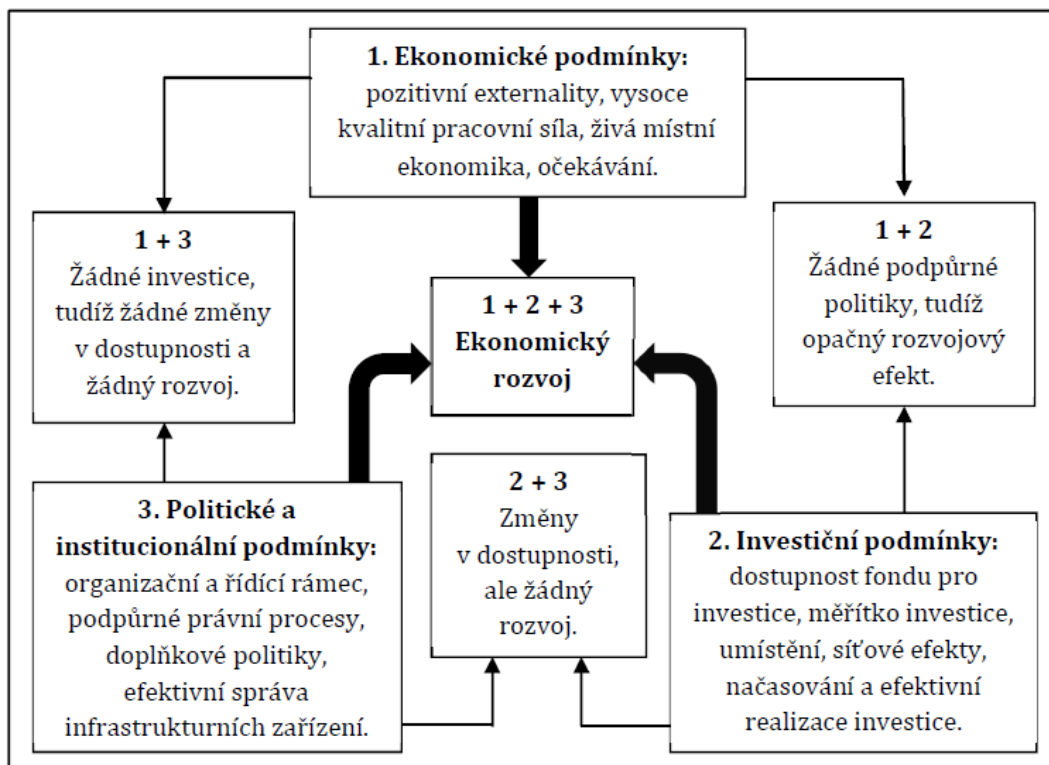 1. Ekonomické podmínky:
pozitivní externality, vysoce
kvalitní pracovní síla, živá místní
ekonomika, očekávání.
1 + 3
Žádné investice,
tudíž žádné změny
v dostupnosti a
žádný rozvoj.
1 + 2 + 3
Ekonomický
rozvoj
1 + 2
Žádné podpůrné
politiky, tudíž
opačný rozvojový
efekt.
3. Politické a
institucionální podmínky:
organizační a řídící rámec,
podpůrné právní procesy,
doplňkové politiky,
efektivní správa
infrastrukturních zařízení.
2 + 3
Změny
v dostupnosti,
ale žádný
rozvoj.
2. Investiční podmínky:
dostupnost fondu pro
investice, měřítko investice,
umístění, síťové efekty,
načasování a efektivní
realizace investice.